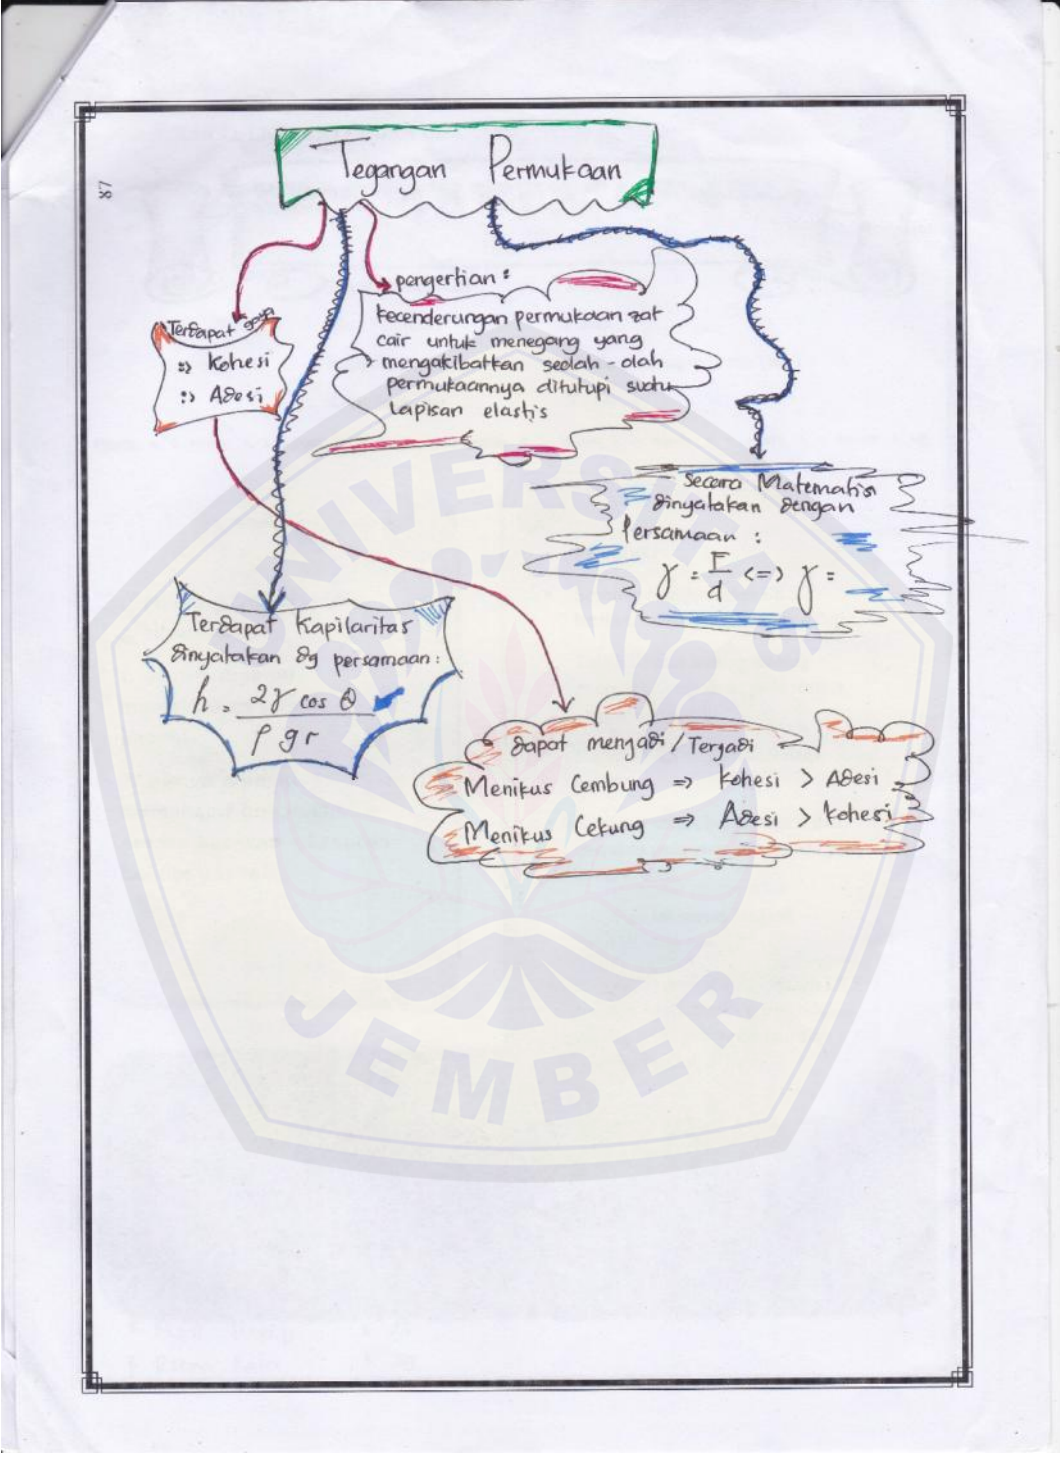 87
Tegangan Permukaan
pengertian :
kecenderungan permukaan zat
cair untuk menegang yang
mengakibatkan seolah-olah
permukaannya ditutupi suatu
Lapisan elastis
Terdapat gaya
=> Kohesi
=> Adesi
Secara Matematis
dinyatakan dengan
Persamaan :
γ = F/d <=> γ =
Terdapat Kapilaritas
dinyatakan dg persamaan :
h = 2γ cos θ / ρ g r
dapat menjadi / Terjadi
Menikus Cembung => Kohesi > Adesi
Menikus Cekung => Adesi > Kohesi
UNIVERSITAS
JEMBER